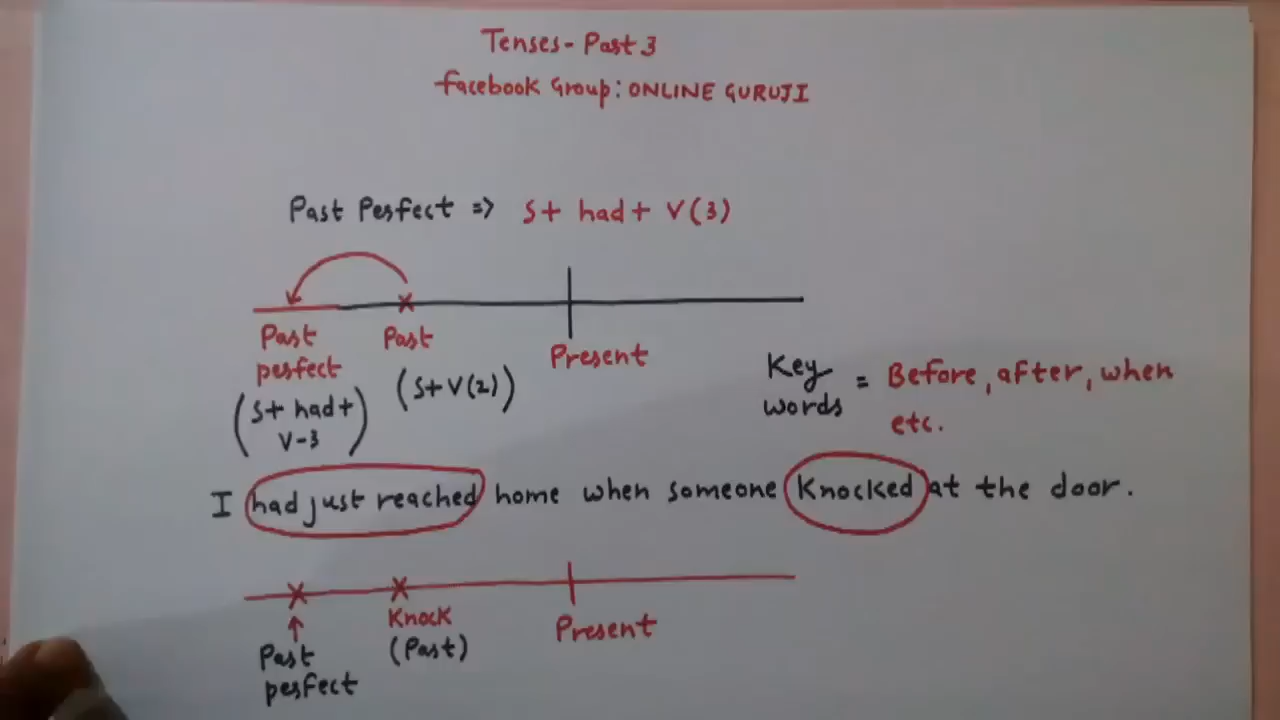 Tenses - Part 3
Facebook Group: ONLINE GURUJI
Past Perfect => S+ had+ V(3)
Past perfect
Past
Present
(S+ had+ V-3)
(S+V(2))
Key words = Before, after, when etc.
I had just reached home when someone Knocked at the door.
Past perfect
Knock (Past)
Present